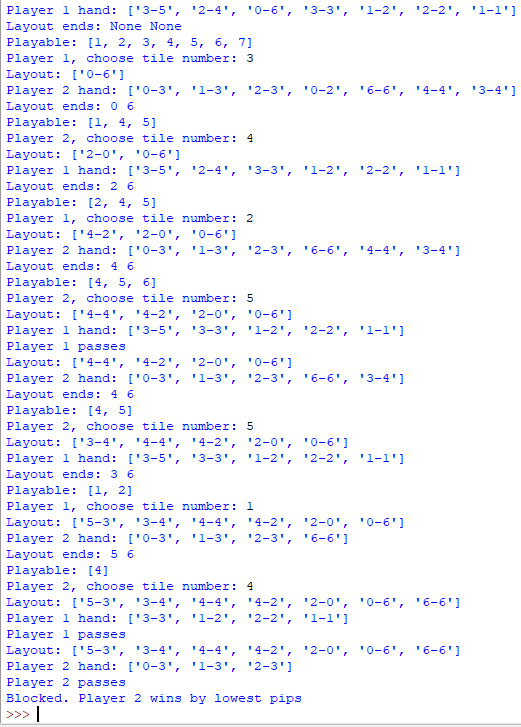 Player 1 hand: ['3-5', '2-4', '0-6', '3-3', '1-2', '2-2', '1-1']
Layout ends: None None
Playable: [1, 2, 3, 4, 5, 6, 7]
Player 1, choose tile number: 3
Layout: ['0-6']
Player 2 hand: ['0-3', '1-3', '2-3', '0-2', '6-6', '4-4', '3-4']
Layout ends: 0 6
Playable: [1, 4, 5]
Player 2, choose tile number: 4
Layout: ['2-0', '0-6']
Player 1 hand: ['3-5', '2-4', '3-3', '1-2', '2-2', '1-1']
Layout ends: 2 6
Playable: [2, 4, 5]
Player 1, choose tile number: 2
Layout: ['4-2', '2-0', '0-6']
Player 2 hand: ['0-3', '1-3', '2-3', '6-6', '4-4', '3-4']
Layout ends: 4 6
Playable: [4, 5, 6]
Player 2, choose tile number: 5
Layout: ['4-4', '4-2', '2-0', '0-6']
Player 1 hand: ['3-5', '3-3', '1-2', '2-2', '1-1']
Player 1 passes
Layout: ['4-4', '4-2', '2-0', '0-6']
Player 2 hand: ['0-3', '1-3', '2-3', '6-6', '3-4']
Layout ends: 4 6
Playable: [4, 5]
Player 2, choose tile number: 5
Layout: ['3-4', '4-4', '4-2', '2-0', '0-6']
Player 1 hand: ['3-5', '3-3', '1-2', '2-2', '1-1']
Layout ends: 3 6
Playable: [1, 2]
Player 1, choose tile number: 1
Layout: ['5-3', '3-4', '4-4', '4-2', '2-0', '0-6']
Player 2 hand: ['0-3', '1-3', '2-3', '6-6']
Layout ends: 5 6
Playable: [4]
Player 2, choose tile number: 4
Layout: ['5-3', '3-4', '4-4', '4-2', '2-0', '0-6', '6-6']
Player 1 hand: ['3-3', '1-2', '2-2', '1-1']
Player 1 passes
Layout: ['5-3', '3-4', '4-4', '4-2', '2-0', '0-6', '6-6']
Player 2 hand: ['0-3', '1-3', '2-3']
Player 2 passes
Blocked. Player 2 wins by lowest pips
>>>